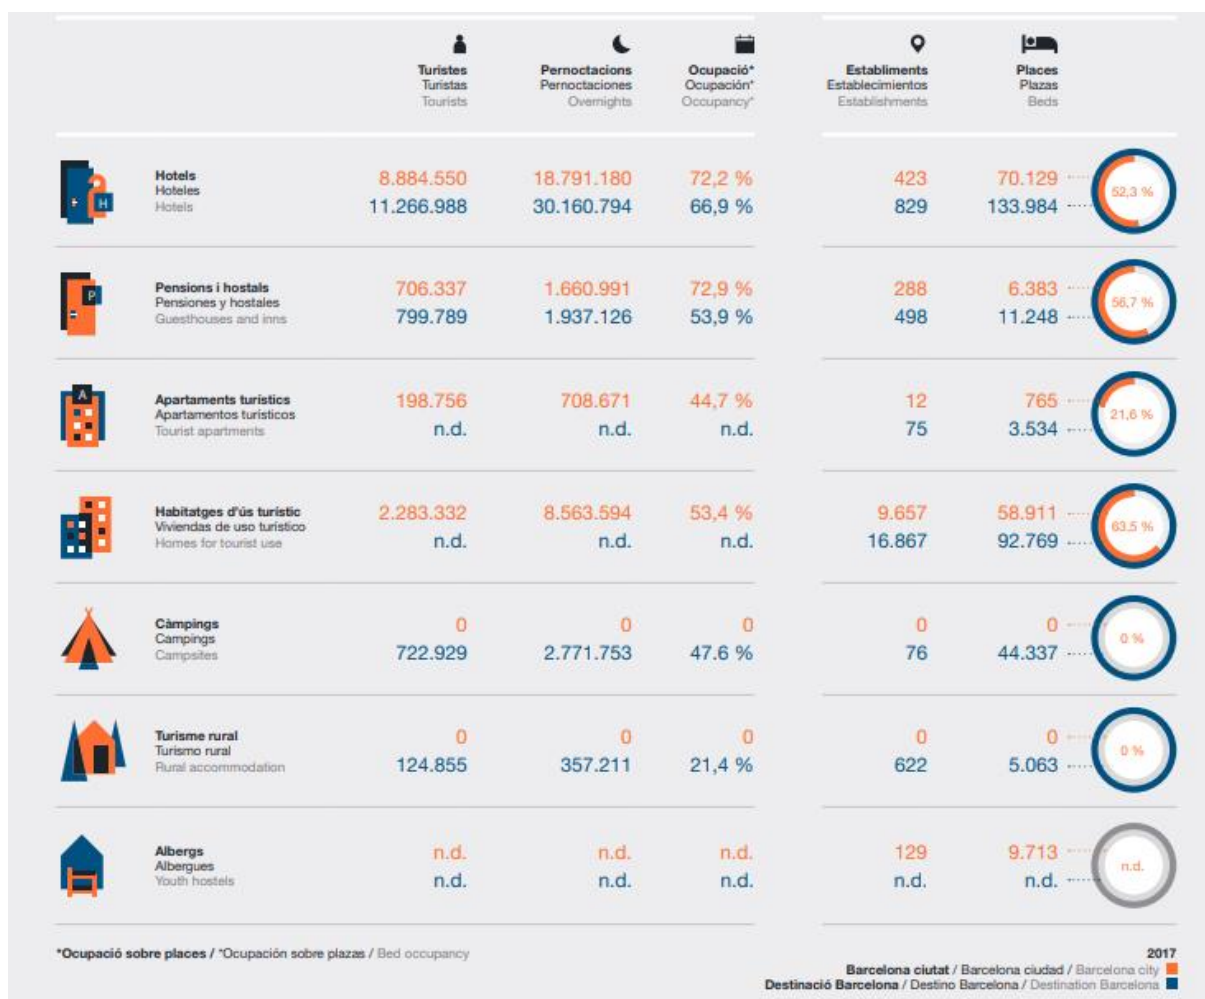 Turistes Pernoctacions Ocupació* Establiments Places
Turistas Pernoctaciones Ocupación* Establecimientos Plazas
Tourists Overnights Occupancy* Establishments Beds
Hotels 8.884.550 18.791.180 72,2 % 423 70.129
Hoteles 52,3 %
Hotels 11.266.988 30.160.794 66,9 % 829 133.984
H
Pensions i hostals 706.337 1.660.991 72,9 % 288 6.383
P Pensiones y hostales 56,7 %
Guesthouses and inns 799.789 1.937.126 53,9 % 498 11.248
A
Apartaments turístics 198.756 708.671 44,7 % 12 765
Apartamentos turísticos 21,6 %
Tourist apartments n.d. n.d. n.d. 75 3.534
Habitatges d'ús turístic 2.283.332 8.563.594 53,4 % 9.657 58.911
Viviendas de uso turístico 63,5 %
Homes for tourist use n.d. n.d. n.d. 16.867 92.769
Càmpings 0 0 0 0 0
Campings 0 %
Campsites 722.929 2.771.753 47.6 % 76 44.337
Turisme rural 0 0 0 0 0
Turismo rural 0 %
Rural accommodation 124.855 357.211 21,4 % 622 5.063
Albergs n.d. n.d. n.d. 129 9.713
Albergues n.d.
Youth hostels n.d. n.d. n.d. n.d. n.d.
*Ocupació sobre places / *Ocupación sobre plazas / Bed occupancy 2017
Barcelona ciutat / Barcelona ciudad / Barcelona city
Destinació Barcelona / Destino Barcelona / Destination Barcelona